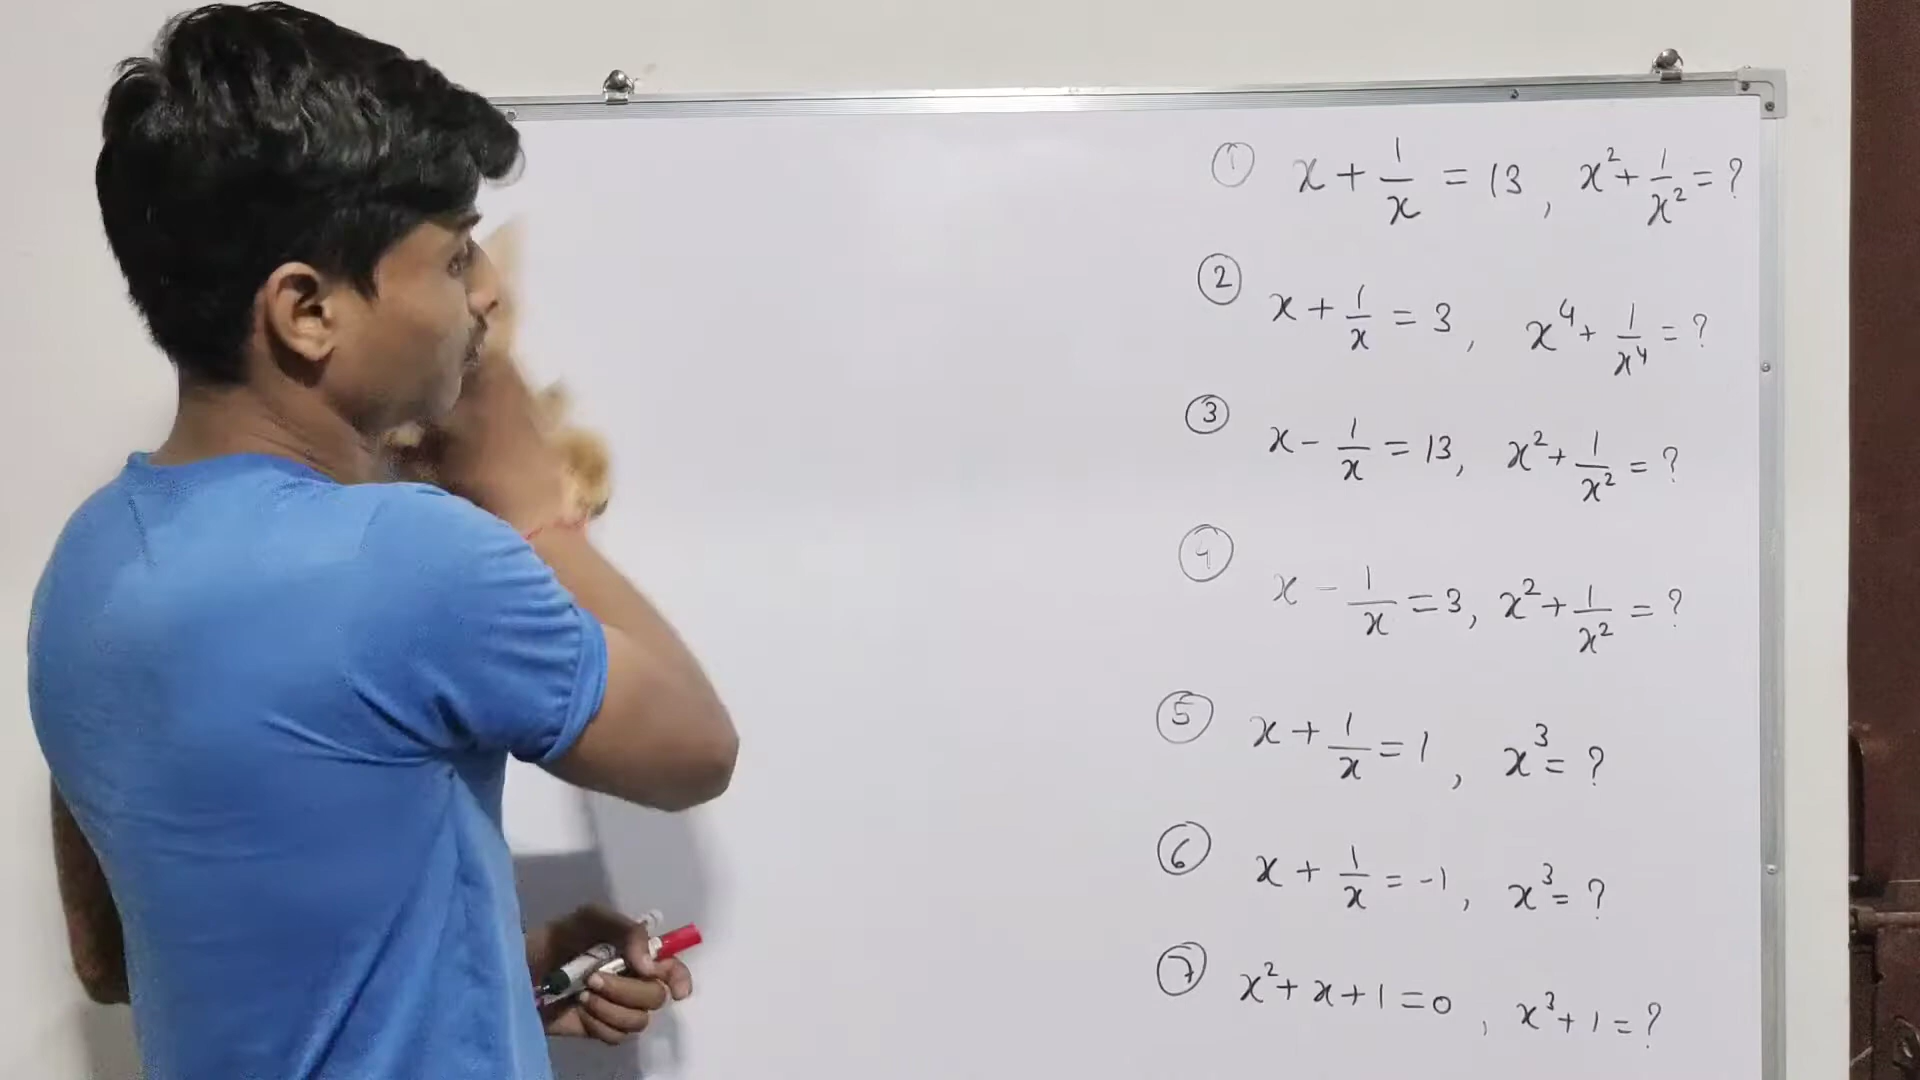 ① x + 1/x = 13, x² + 1/x² = ?
② x + 1/x = 3, x⁴ + 1/x⁴ = ?
③ x - 1/x = 13, x² + 1/x² = ?
④ x - 1/x = 3, x² + 1/x² = ?
⑤ x + 1/x = 1, x³ = ?
⑥ x + 1/x = -1, x³ = ?
⑦ x² + x + 1 = 0, x³ + 1 = ?